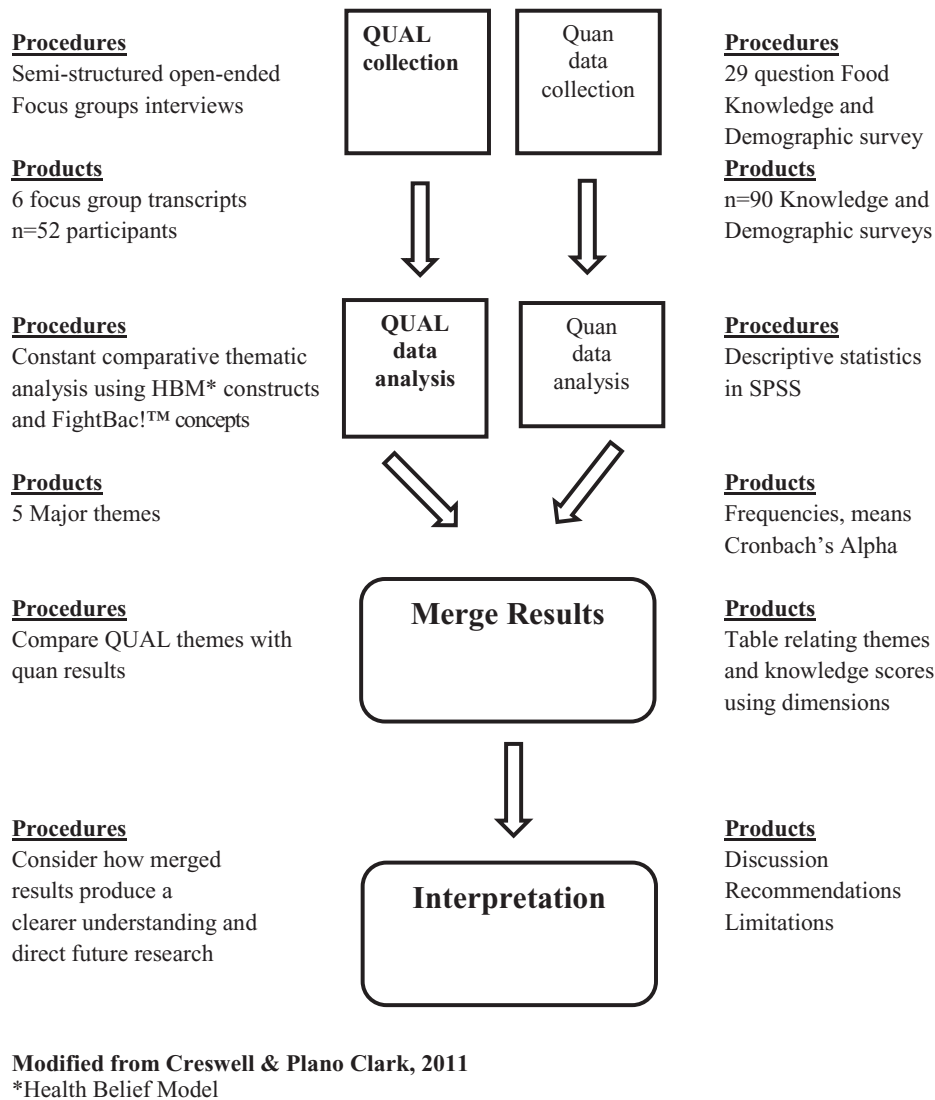 Procedures
Semi-structured open-ended
Focus groups interviews
Products
6 focus group transcripts
n=52 participants
QUAL
collection
Quan
data
collection
Procedures
29 question Food
Knowledge and
Demographic survey
Products
n=90 Knowledge and
Demographic surveys
Procedures
Constant comparative thematic
analysis using HBM* constructs
and FightBac!™ concepts
Products
5 Major themes
QUAL
data
analysis
Quan
data
analysis
Procedures
Descriptive statistics
in SPSS
Products
Frequencies, means
Cronbach’s Alpha
Procedures
Compare QUAL themes with
quan results
Merge Results
Products
Table relating themes
and knowledge scores
using dimensions
Procedures
Consider how merged
results produce a
clearer understanding and
direct future research
Interpretation
Products
Discussion
Recommendations
Limitations
Modified from Creswell & Plano Clark, 2011
*Health Belief Model